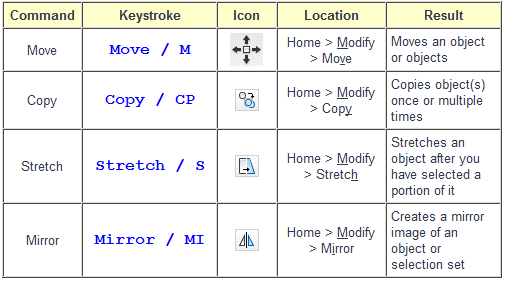 Command Keystroke Icon Location Result
Move Move / M Home > Modify > Move Moves an object or objects
Copy Copy / CP Home > Modify > Copy Copies object(s) once or multiple times
Stretch Stretch / S Home > Modify > Stretch Stretches an object after you have selected a portion of it
Mirror Mirror / MI Home > Modify > Mirror Creates a mirror image of an object or selection set